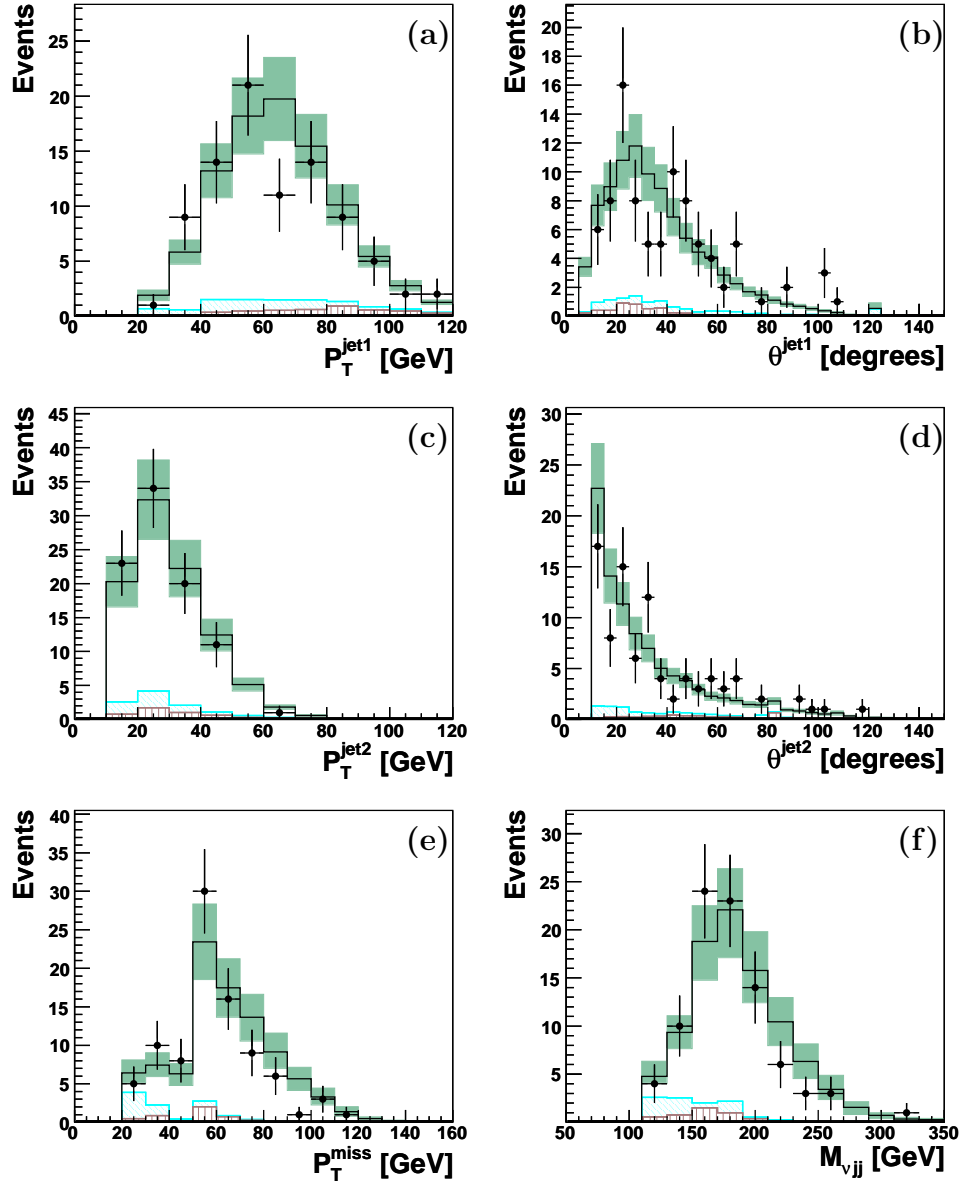 Events
(a)
25
20
15
10
5
0
0 20 40 60 80 100 120
P_T^jet1 [GeV]
Events
(b)
20
18
16
14
12
10
8
6
4
2
0
0 20 40 60 80 100 120 140
θ^jet1 [degrees]
Events
(c)
45
40
35
30
25
20
15
10
5
0
0 20 40 60 80 100 120
P_T^jet2 [GeV]
Events
(d)
30
25
20
15
10
5
0
0 20 40 60 80 100 120 140
θ^jet2 [degrees]
Events
(e)
40
35
30
25
20
15
10
5
0
0 20 40 60 80 100 120 140 160
P_T^miss [GeV]
Events
(f)
30
25
20
15
10
5
0
50 100 150 200 250 300 350
M_νjj [GeV]